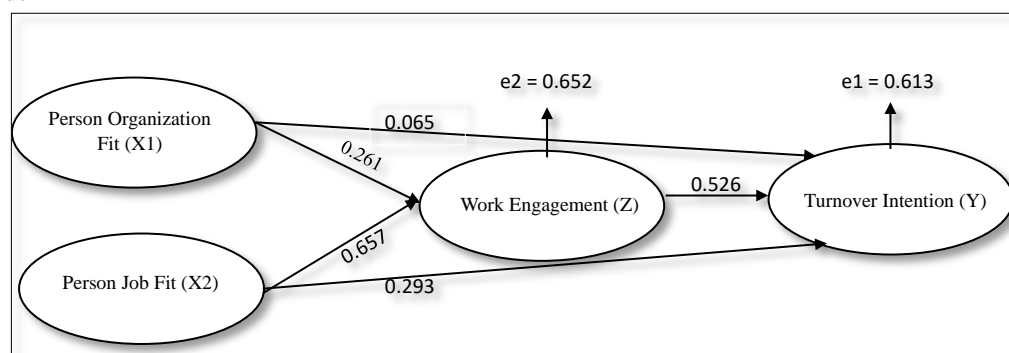 e2 = 0.652
e1 = 0.613
Person Organization
Fit (X1)
0.065
0.261
Work Engagement (Z)
0.526
Turnover Intention (Y)
0.657
Person Job Fit (X2)
0.293